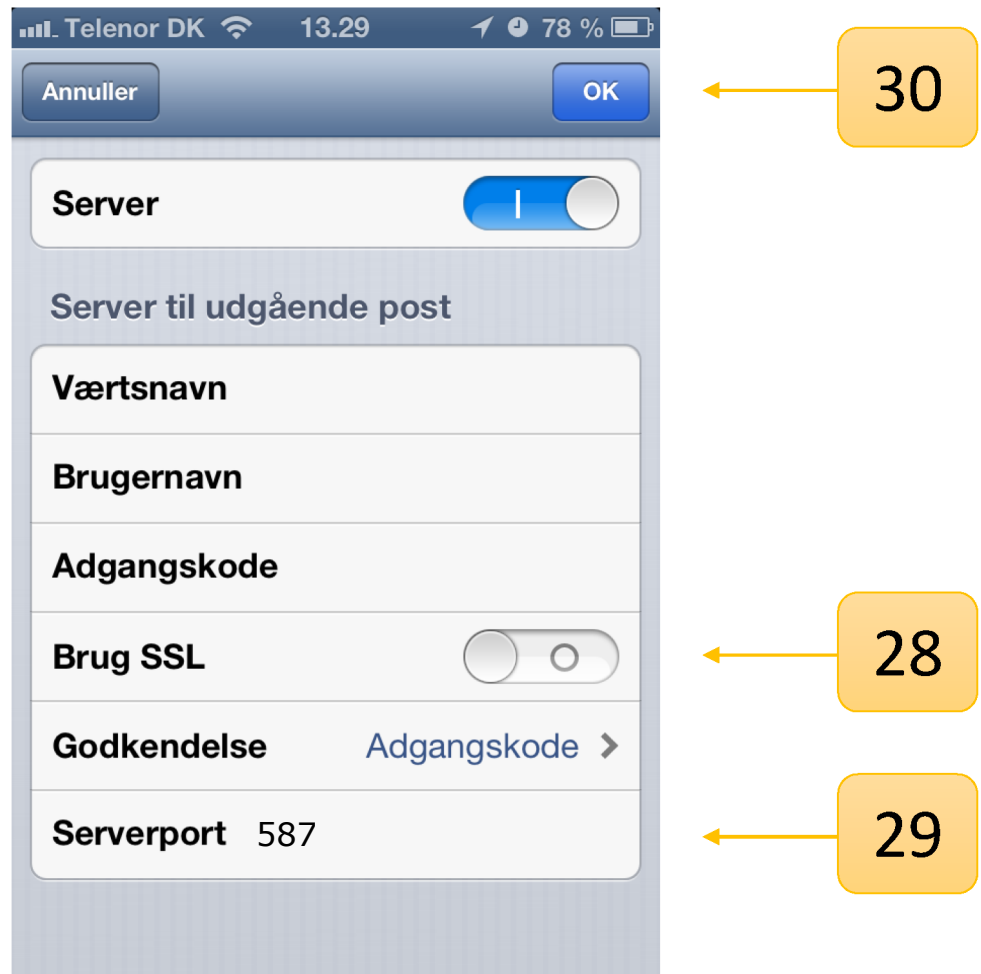 Telenor DK 13.29 78 %
Annuller OK 30
Server
Server til udgående post
Værtsnavn
Brugernavn
Adgangskode
Brug SSL 28
Godkendelse Adgangskode
Serverport 587 29